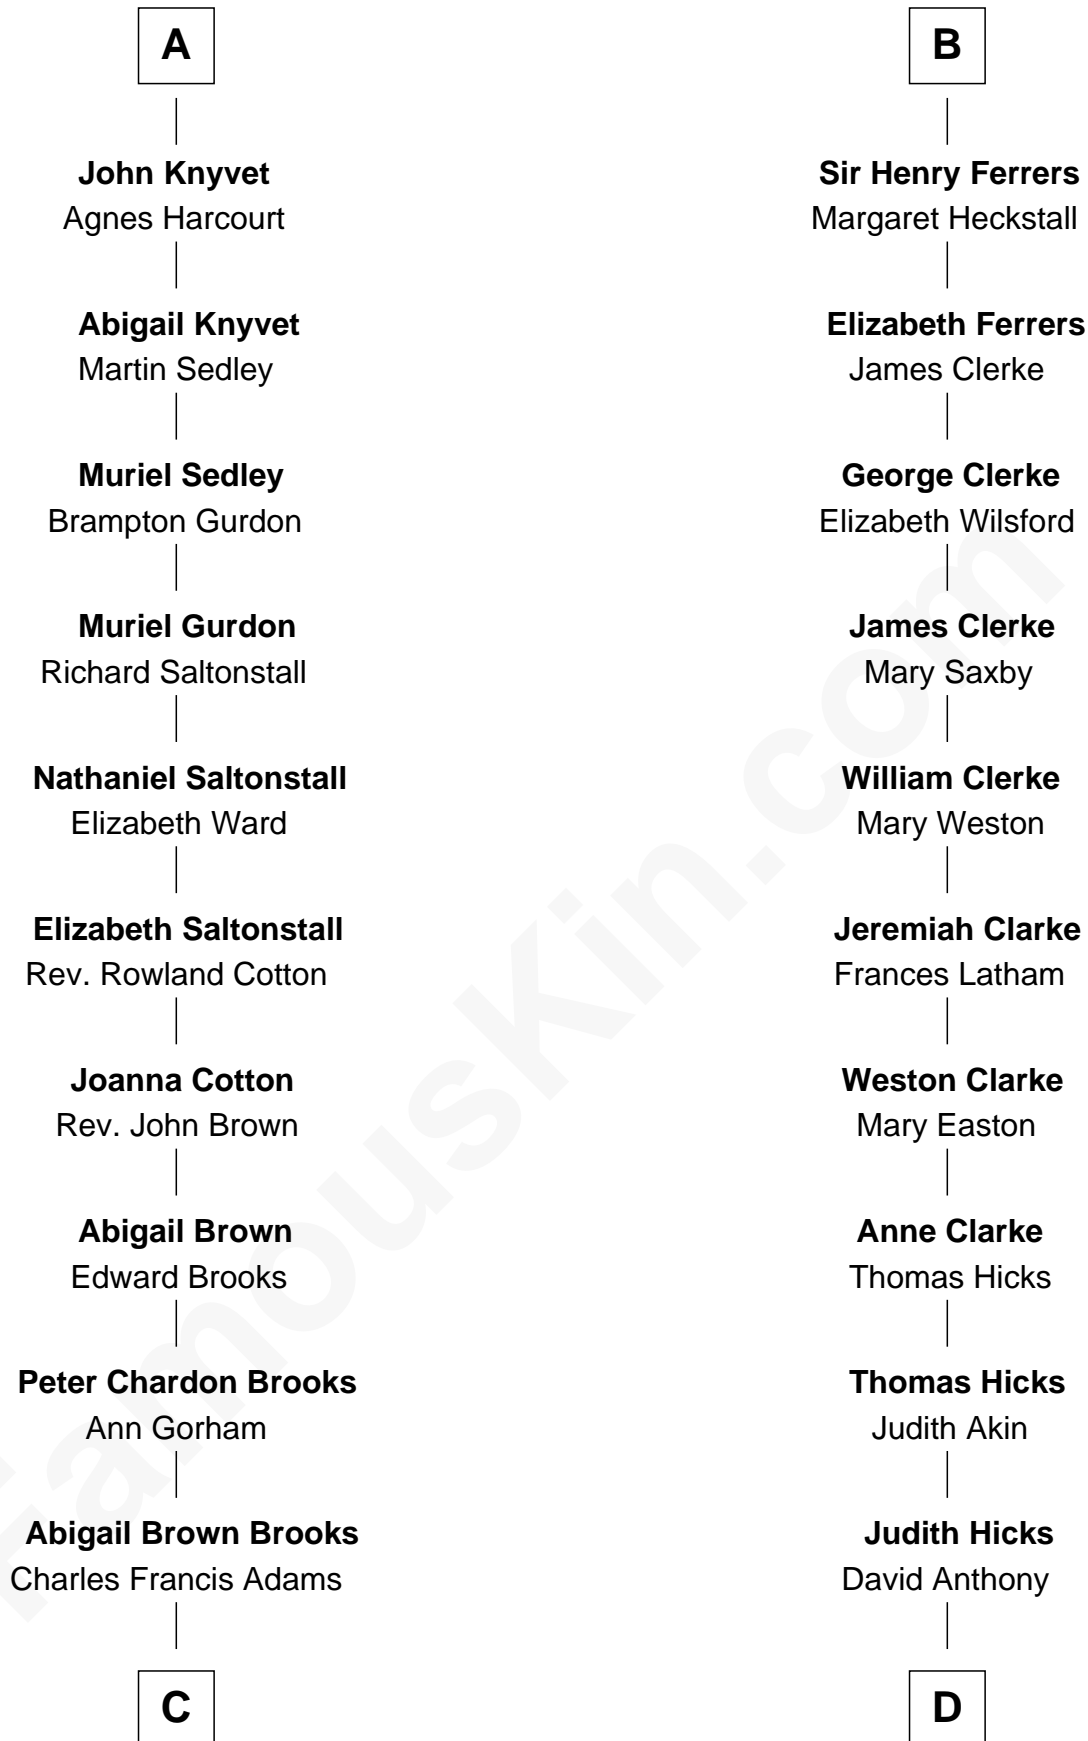 A
John Knyvet
Agnes Harcourt
Abigail Knyvet
Martin Sedley
Muriel Sedley
Brampton Gurdon
Muriel Gurdon
Richard Saltonstall
Nathaniel Saltonstall
Elizabeth Ward
Elizabeth Saltonstall
Rev. Rowland Cotton
Joanna Cotton
Rev. John Brown
Abigail Brown
Edward Brooks
Peter Chardon Brooks
Ann Gorham
Abigail Brown Brooks
Charles Francis Adams
C
B
Sir Henry Ferrers
Margaret Heckstall
Elizabeth Ferrers
James Clerke
George Clerke
Elizabeth Wilsford
James Clerke
Mary Saxby
William Clerke
Mary Weston
Jeremiah Clarke
Frances Latham
Weston Clarke
Mary Easton
Anne Clarke
Thomas Hicks
Thomas Hicks
Judith Akin
Judith Hicks
David Anthony
D
FamousKin.com